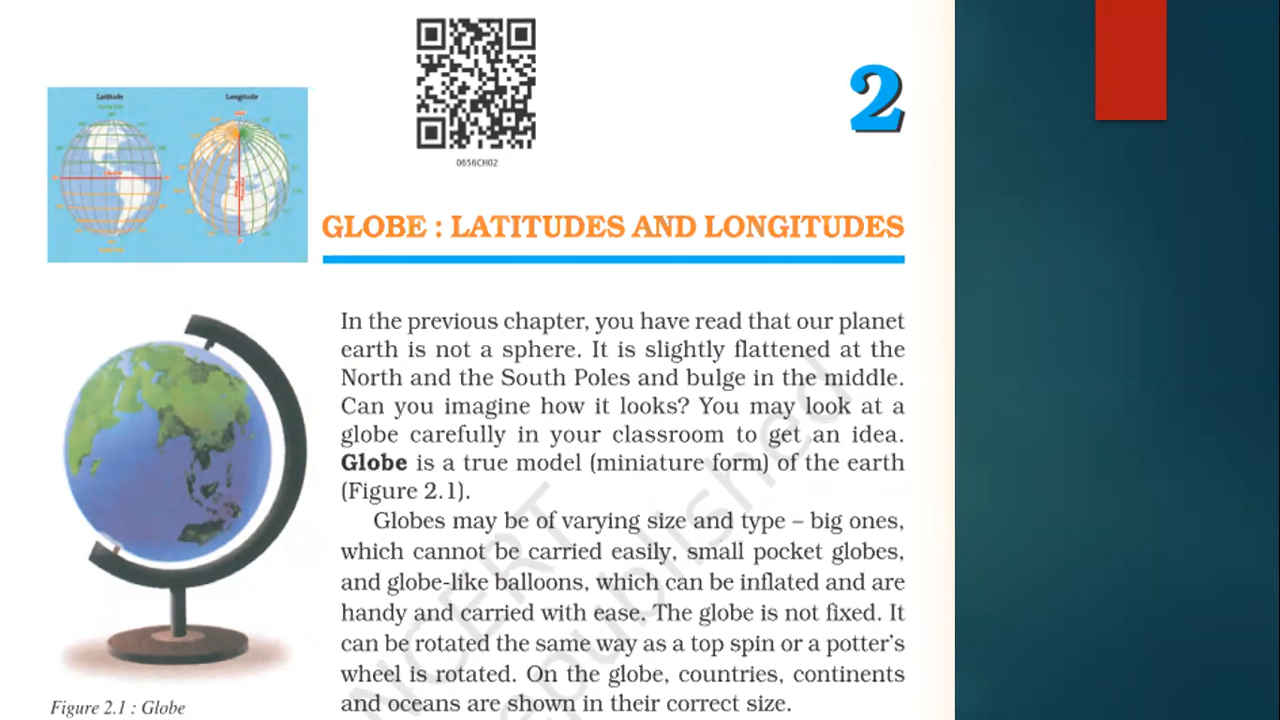 2
Latitude
Longitude
0656CH02
GLOBE : LATITUDES AND LONGITUDES
In the previous chapter, you have read that our planet
earth is not a sphere. It is slightly flattened at the
North and the South Poles and bulge in the middle.
Can you imagine how it looks? You may look at a
globe carefully in your classroom to get an idea.
Globe is a true model (miniature form) of the earth
(Figure 2.1).
Globes may be of varying size and type – big ones,
which cannot be carried easily, small pocket globes,
and globe-like balloons, which can be inflated and are
handy and carried with ease. The globe is not fixed. It
can be rotated the same way as a top spin or a potter's
wheel is rotated. On the globe, countries, continents
and oceans are shown in their correct size.
Figure 2.1 : Globe
NCERT
republished